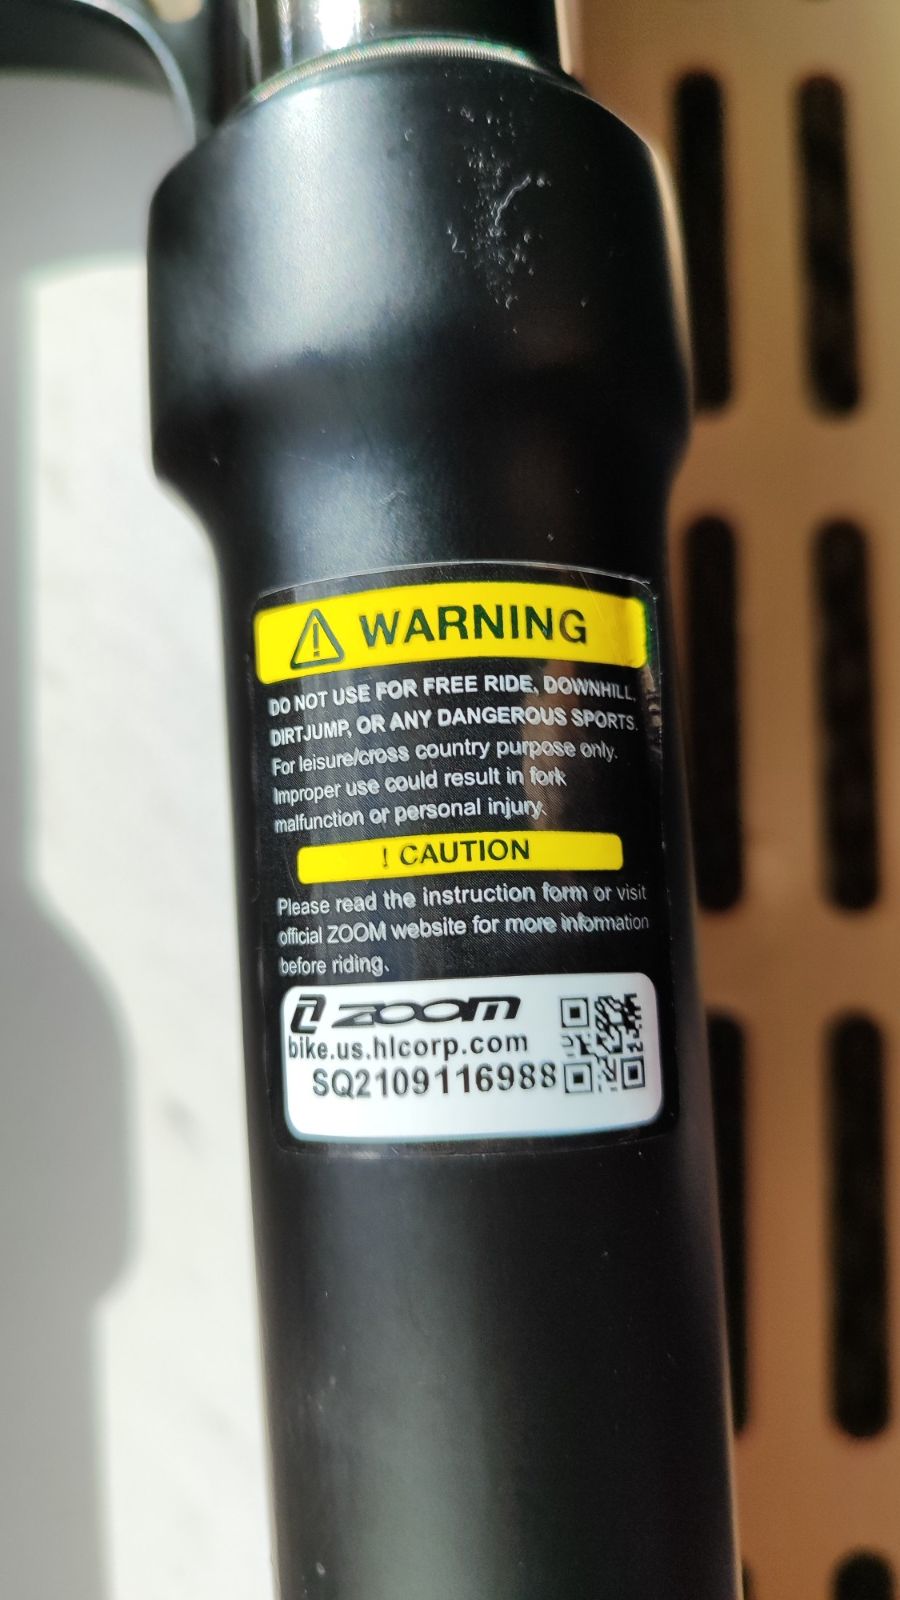 WARNING
DO NOT USE FOR FREE RIDE, DOWNHILL,
DIRTJUMP, OR ANY DANGEROUS SPORTS.
For leisure/cross country purpose only.
Improper use could result in fork
malfunction or personal injury.
! CAUTION
Please read the instruction form or visit
official ZOOM website for more information
before riding.
ZOOM
bike.us.hlcorp.com
SQ2109116988